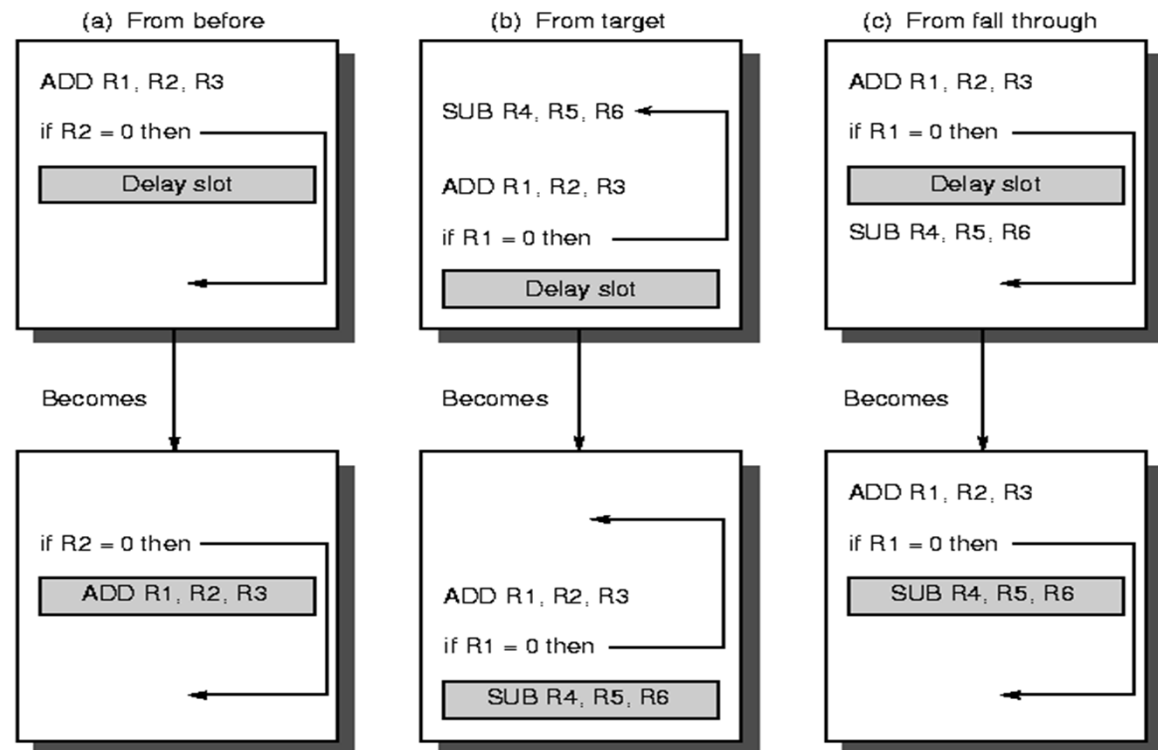 (a) From before
ADD R1, R2, R3
if R2 = 0 then
Delay slot
Becomes
if R2 = 0 then
ADD R1, R2, R3
(b) From target
SUB R4, R5, R6
ADD R1, R2, R3
if R1 = 0 then
Delay slot
Becomes
ADD R1, R2, R3
if R1 = 0 then
SUB R4, R5, R6
(c) From fall through
ADD R1, R2, R3
if R1 = 0 then
Delay slot
SUB R4, R5, R6
Becomes
ADD R1, R2, R3
if R1 = 0 then
SUB R4, R5, R6